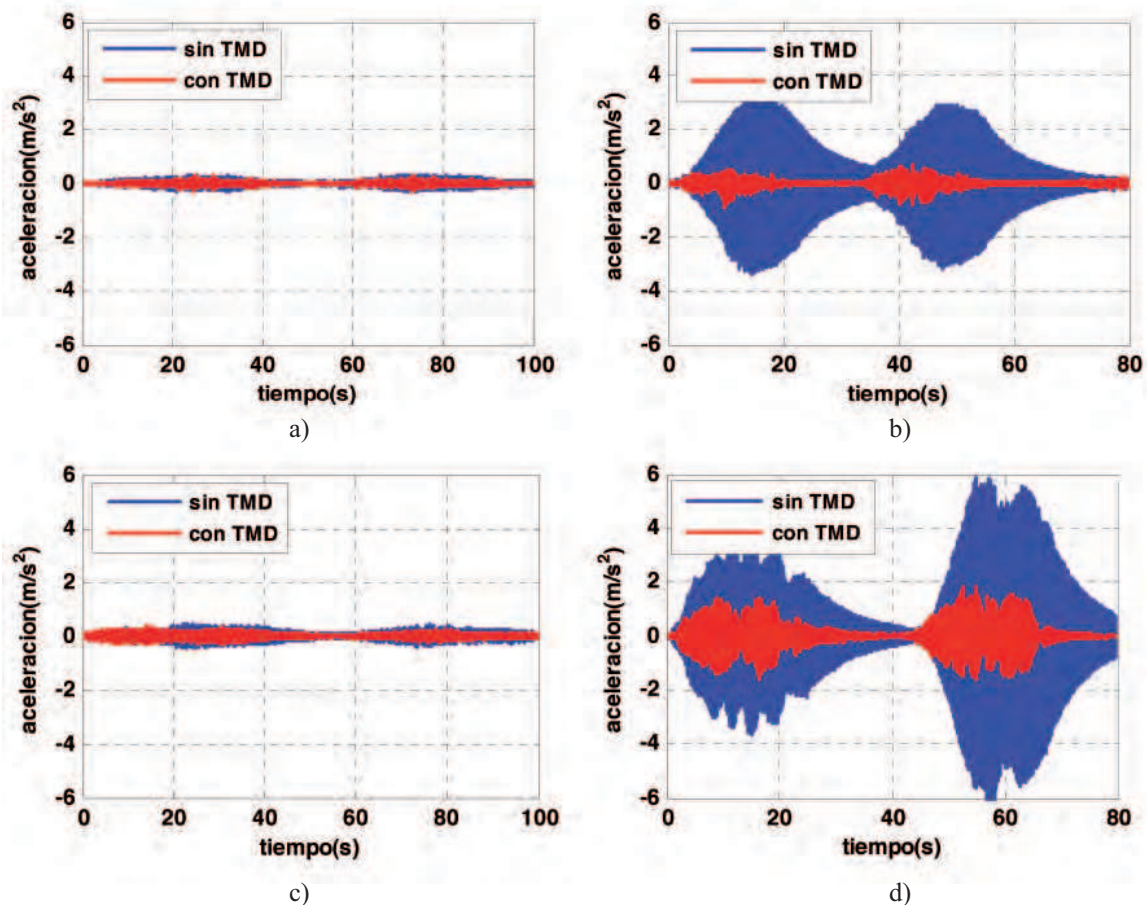 6
4
2
0
-2
-4
-6
aceleracion(m/s²)
sin TMD
con TMD
0 20 40 60 80 100
tiempo(s)
a)
6
4
2
0
-2
-4
-6
aceleracion(m/s²)
sin TMD
con TMD
0 20 40 60 80
tiempo(s)
b)
6
4
2
0
-2
-4
-6
aceleracion(m/s²)
sin TMD
con TMD
0 20 40 60 80 100
tiempo(s)
c)
6
4
2
0
-2
-4
-6
aceleracion(m/s²)
sin TMD
con TMD
0 20 40 60 80
tiempo(s)
d)